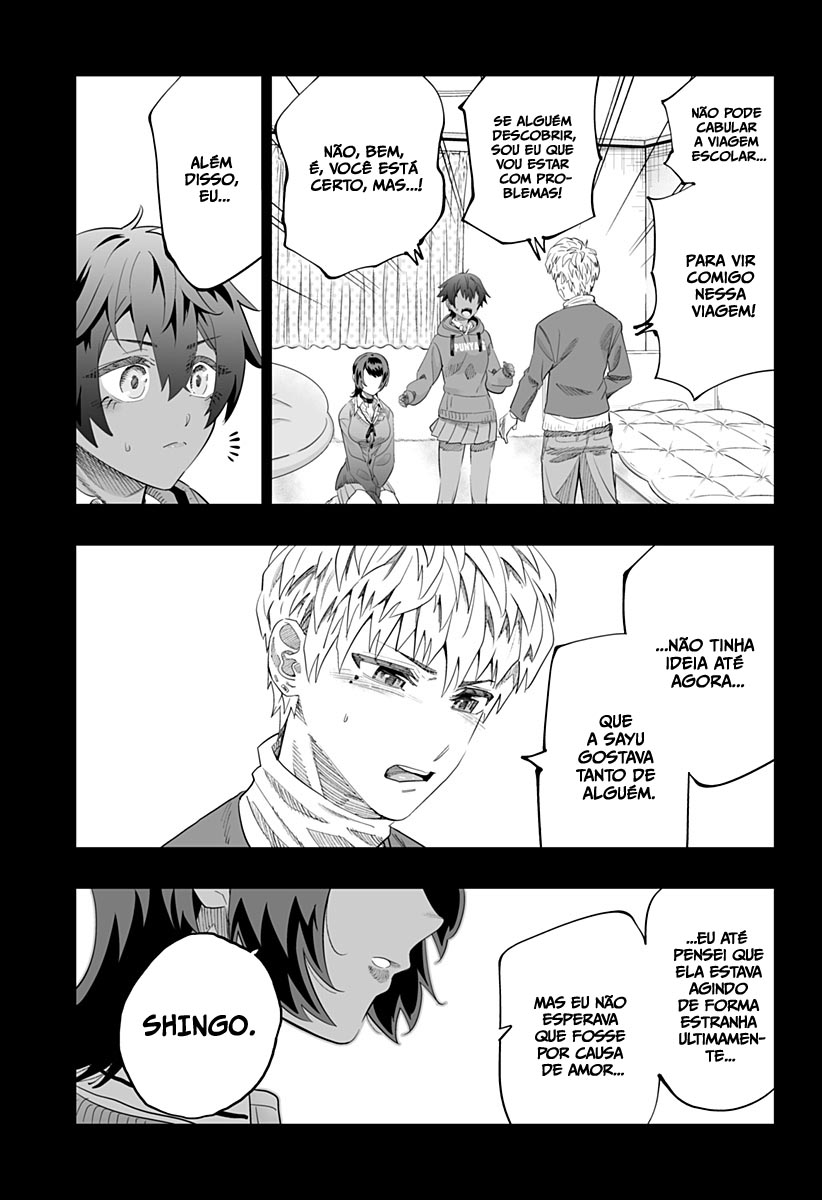 NÃO PODE
CABULAR
A VIAGEM
ESCOLAR...
PARA VIR
COMIGO
NESSA
VIAGEM!
SE ALGUÉM
DESCOBRIR,
SOU EU QUE
VOU ESTAR
COM PRO-
BLEMAS!
NÃO, BEM,
É, VOCÊ ESTÁ
CERTO, MAS...!
PUNYA
ALÉM
DISSO,
EU...
...NÃO TINHA
IDEIA ATÉ
AGORA...
QUE
A SAYU
GOSTAVA
TANTO DE
ALGUÉM.
...EU ATÉ
PENSEI QUE
ELA ESTAVA
AGINDO
DE FORMA
ESTRANHA
ULTIMAMEN-
TE...
MAS EU NÃO
ESPERAVA
QUE FOSSE
POR CAUSA
DE AMOR...
SHINGO.